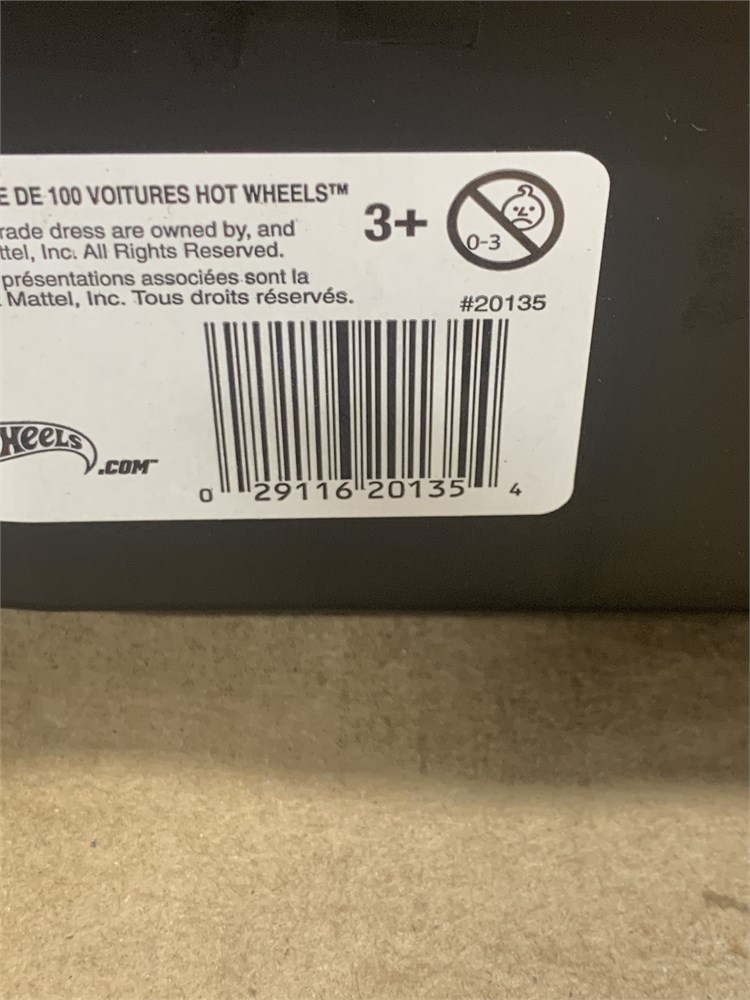 E DE 100 VOITURES HOT WHEELS™
rade dress are owned by, and
ttel, Inc. All Rights Reserved.
présentations associées sont la
Mattel, Inc. Tous droits réservés.
3+
0-3
#20135
HEELS
.COM™
0 29116 20135 4